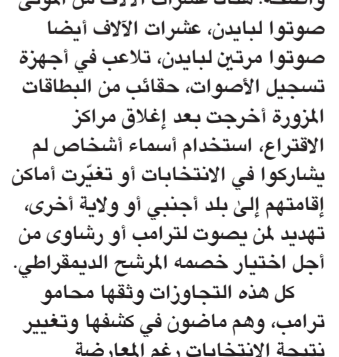 صوتوا لبايدن، عشرات الآلاف أيضا
صوتوا مرتين لبايدن، تلاعب في أجهزة
تسجيل الأصوات، حقائب من البطاقات
المزورة أخرجت بعد إغلاق مراكز
الاقتراع، استخدام أسماء أشخاص لم
يشاركوا في الانتخابات أو تغيّرت أماكن
إقامتهم إلى بلد أجنبي أو ولاية أخرى،
تهديد لمن يصوت لترامب أو رشاوى من
أجل اختيار خصمه المرشح الديمقراطي.
كل هذه التجاوزات وثقها محامو
ترامب، وهم ماضون في كشفها وتغيير
نتيجة الانتخابات رغم المعارضة